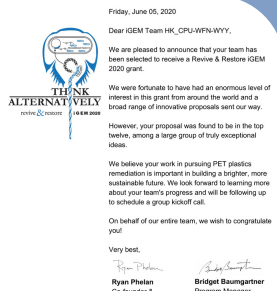 Friday, June 05, 2020
Dear iGEM Team HK_CPU-WFN-WYY,
We are pleased to announce that your team has
been selected to receive a Revive & Restore iGEM
2020 grant.
We were fortunate to have had an enormous level of
interest in this grant from around the world and a
broad range of innovative proposals sent our way.
However, your proposal was found to be in the top
twelve, among a large group of truly exceptional
ideas.
We believe your work in pursuing PET plastics
remediation is important in building a brighter, more
sustainable future. We look forward to learning more
about your team's progress and will be following up
to schedule a group kickoff call.
On behalf of our entire team, we wish to congratulate
you!
Very best,
Ryan Phelan
Ryan Phelan Bridget Baumgartner
Co-founder & Program Manager
THINK
ALTERNATIVELY
revive & restore iGEM 2020